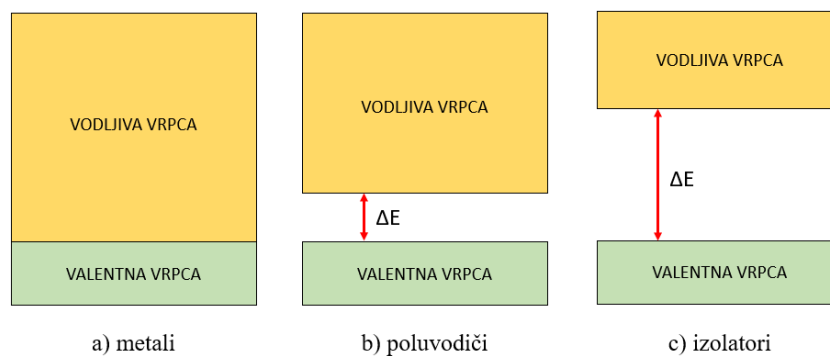 VODLJIVA VRPCA
VALENTNA VRPCA
a) metali
VODLJIVA VRPCA
ΔE
VALENTNA VRPCA
b) poluvodiči
VODLJIVA VRPCA
ΔE
VALENTNA VRPCA
c) izolatori